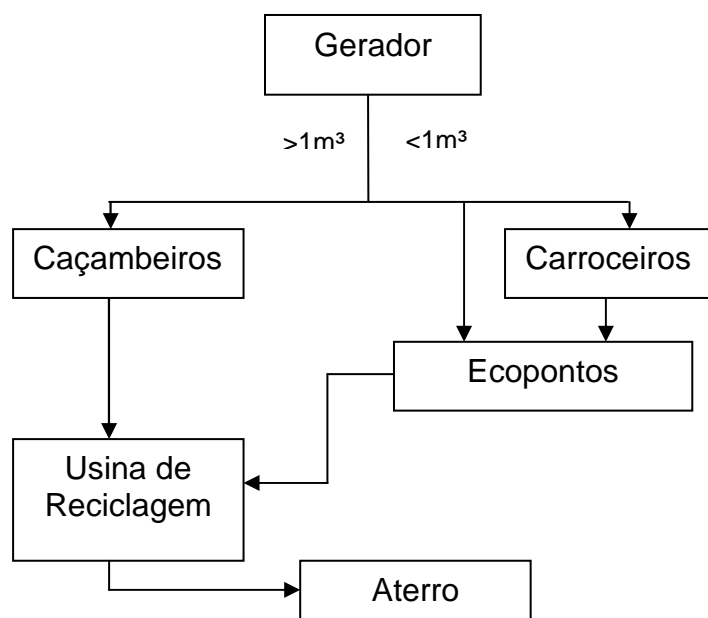 Gerador
>1m³ <1m³
Caçambeiros
Carroceiros
Ecopontos
Usina de
Reciclagem
Aterro